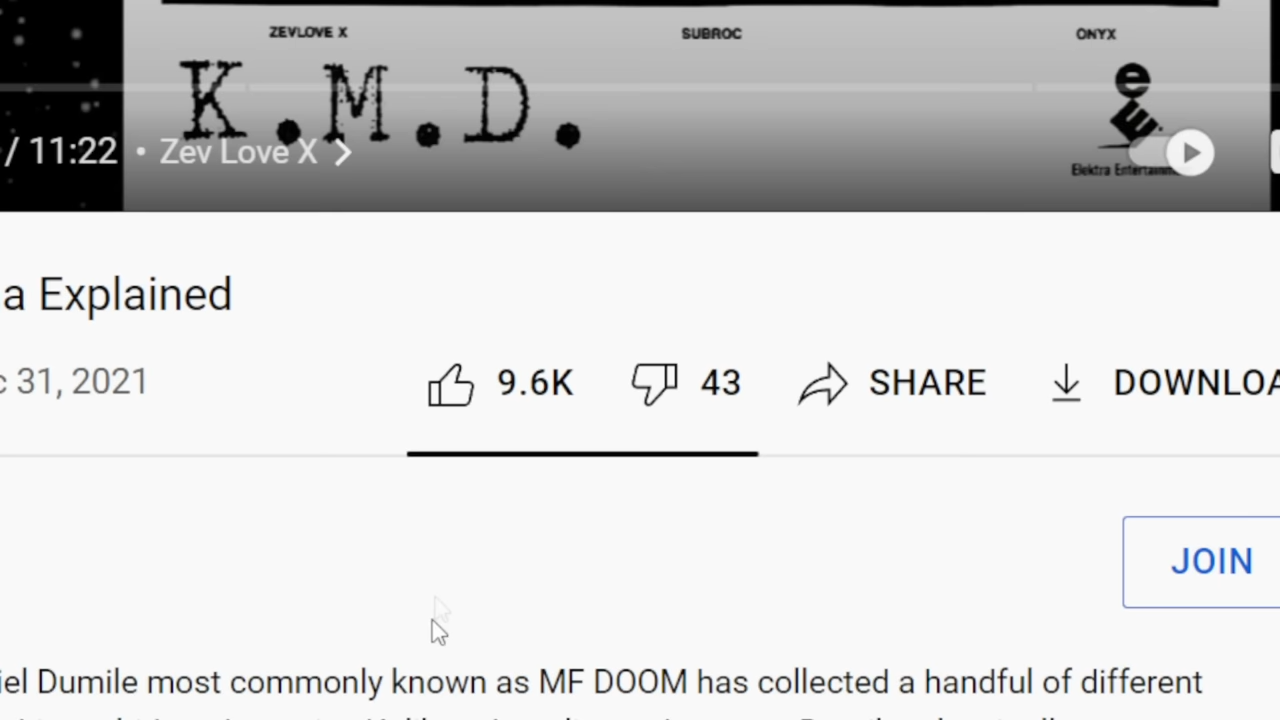 ZEVLOVE X SUBROC ONYX
K.M.D.
e
/ 11:22 • Zev Love X
Elektra
a Explained
31, 2021
9.6K 43 SHARE DOWNLOA
JOIN
iel Dumile most commonly known as MF DOOM has collected a handful of different